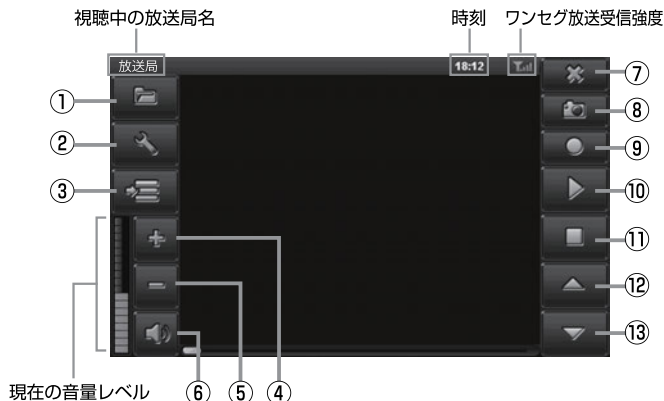 視聴中の放送局名
時刻
ワンセグ放送受信強度
放送局
18:12
①
②
③
⑦
⑧
⑨
⑩
⑪
⑫
⑬
現在の音量レベル
⑥
⑤
④